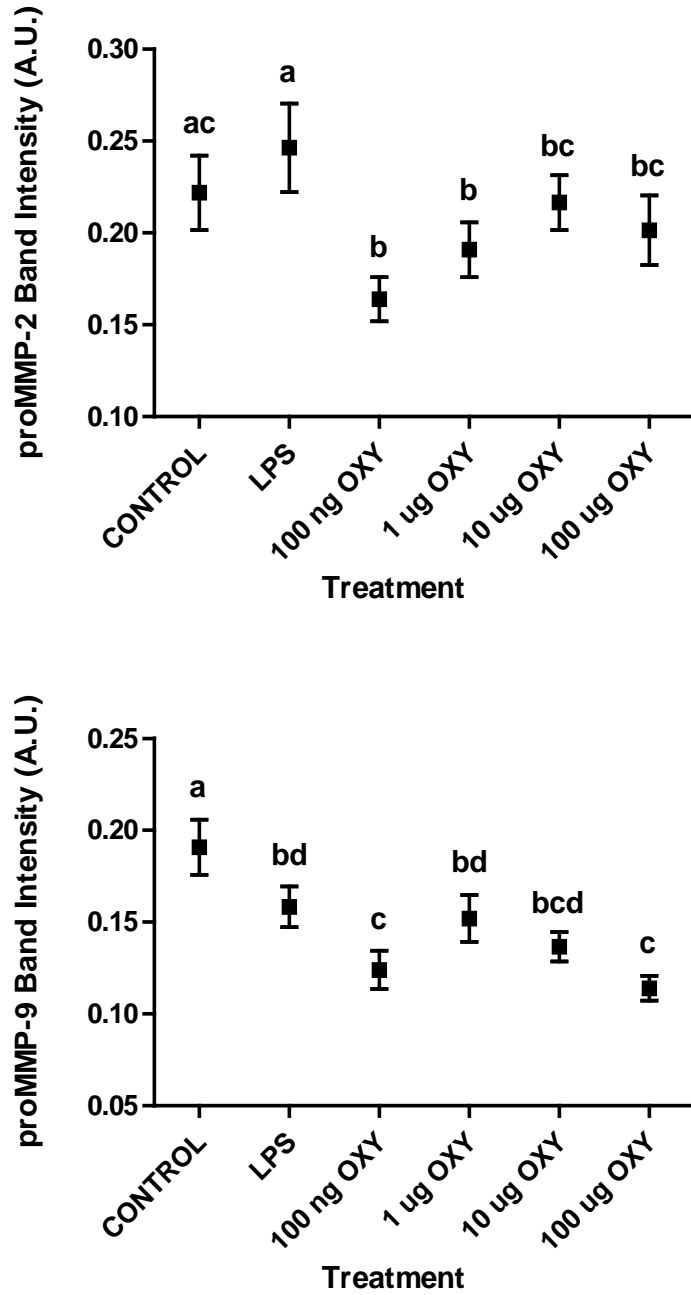 proMMP-2 Band Intensity (A.U.)
0.30
0.25
0.20
0.15
0.10
ac
a
b
b
bc
bc
CONTROL
LPS
100 ng OXY
1 ug OXY
10 ug OXY
100 ug OXY
Treatment
proMMP-9 Band Intensity (A.U.)
0.25
0.20
0.15
0.10
0.05
a
bd
c
bd
bcd
c
CONTROL
LPS
100 ng OXY
1 ug OXY
10 ug OXY
100 ug OXY
Treatment